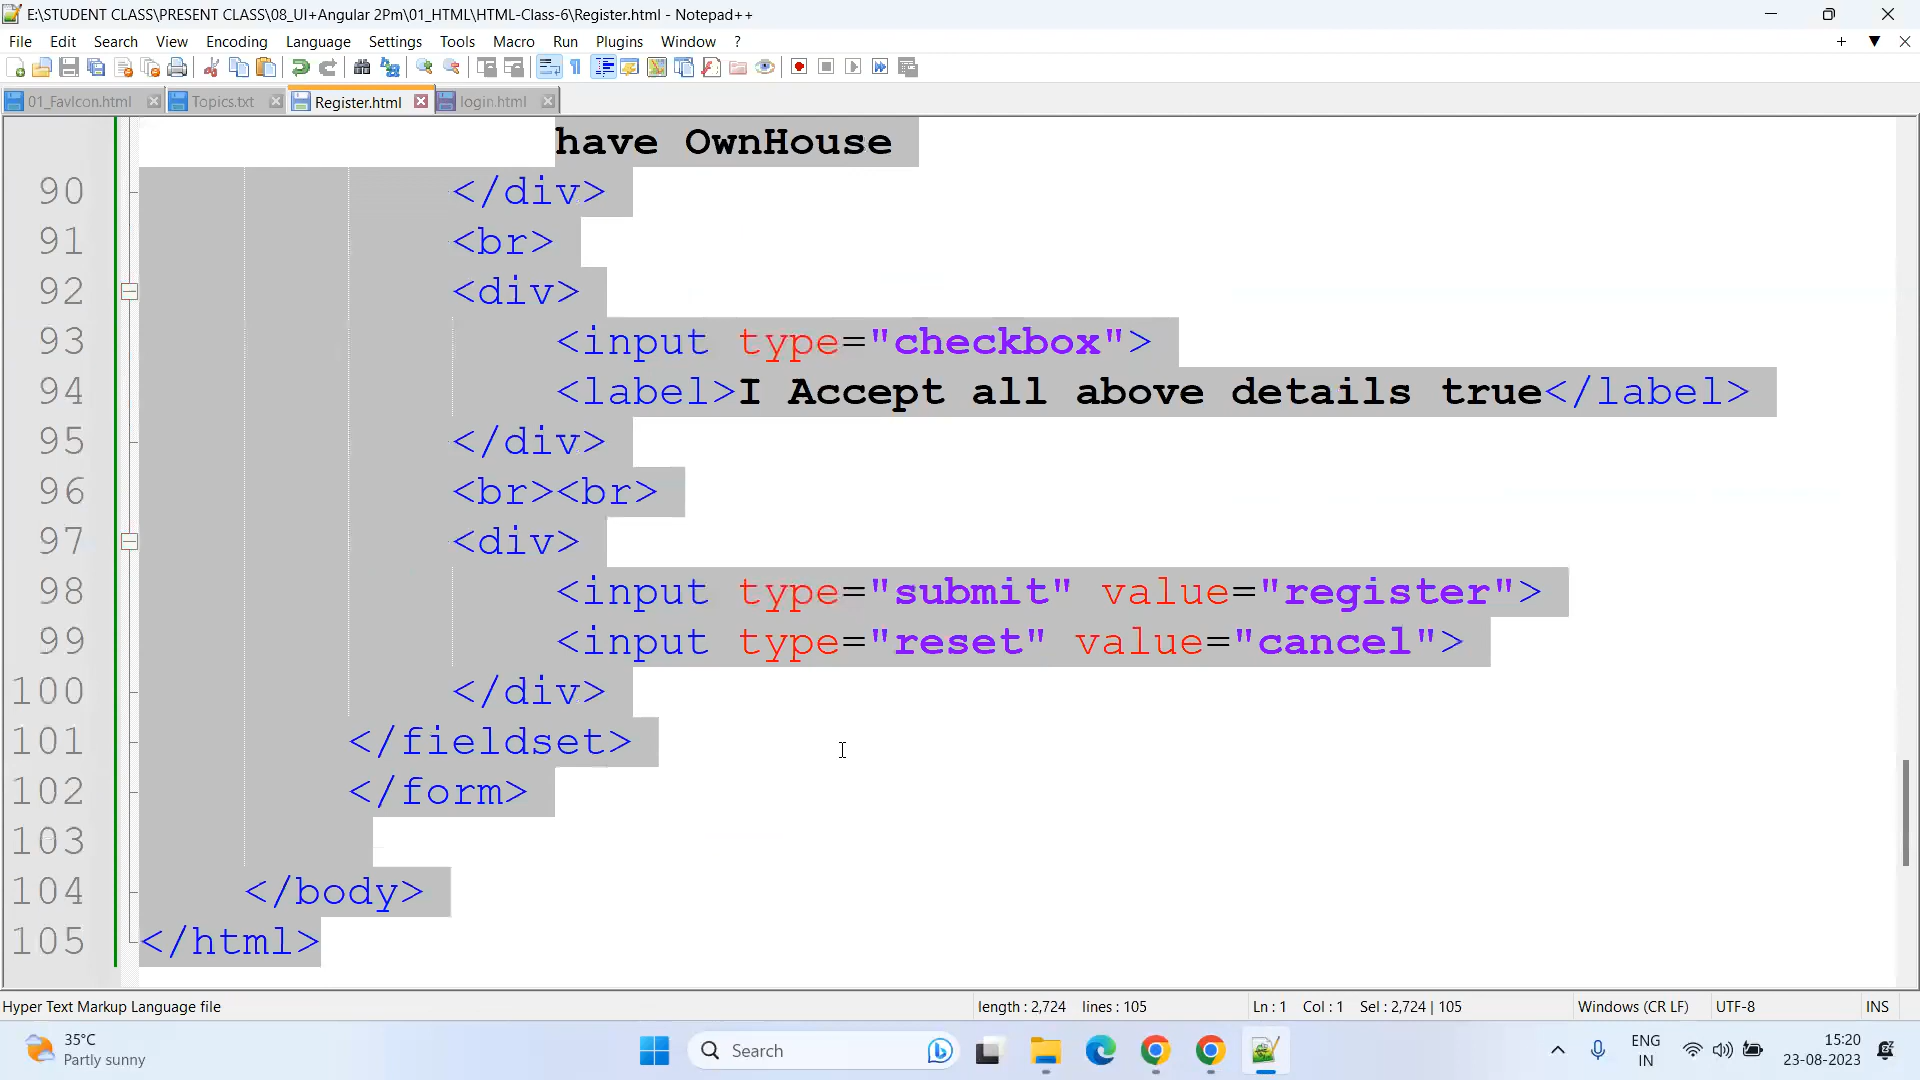 E:\STUDENT CLASS\PRESENT CLASS\08_UI+Angular 2Pm\01_HTML\HTML-Class-6\Register.html - Notepad++
File Edit Search View Encoding Language Settings Tools Macro Run Plugins Window ?
01_FavIcon.html Topics.txt Register.html login.html
have OwnHouse
90 </div>
91 <br>
92 <div>
93 <input type="checkbox">
94 <label>I Accept all above details true</label>
95 </div>
96 <br><br>
97 <div>
98 <input type="submit" value="register">
99 <input type="reset" value="cancel">
100 </div>
101 </fieldset>
102 </form>
103
104 </body>
105 </html>
Hyper Text Markup Language file length : 2,724 lines : 105 Ln : 1 Col : 1 Sel : 2,724 | 105 Windows (CR LF) UTF-8 INS
35°C
Partly sunny
Search
ENG
IN
15:20
23-08-2023